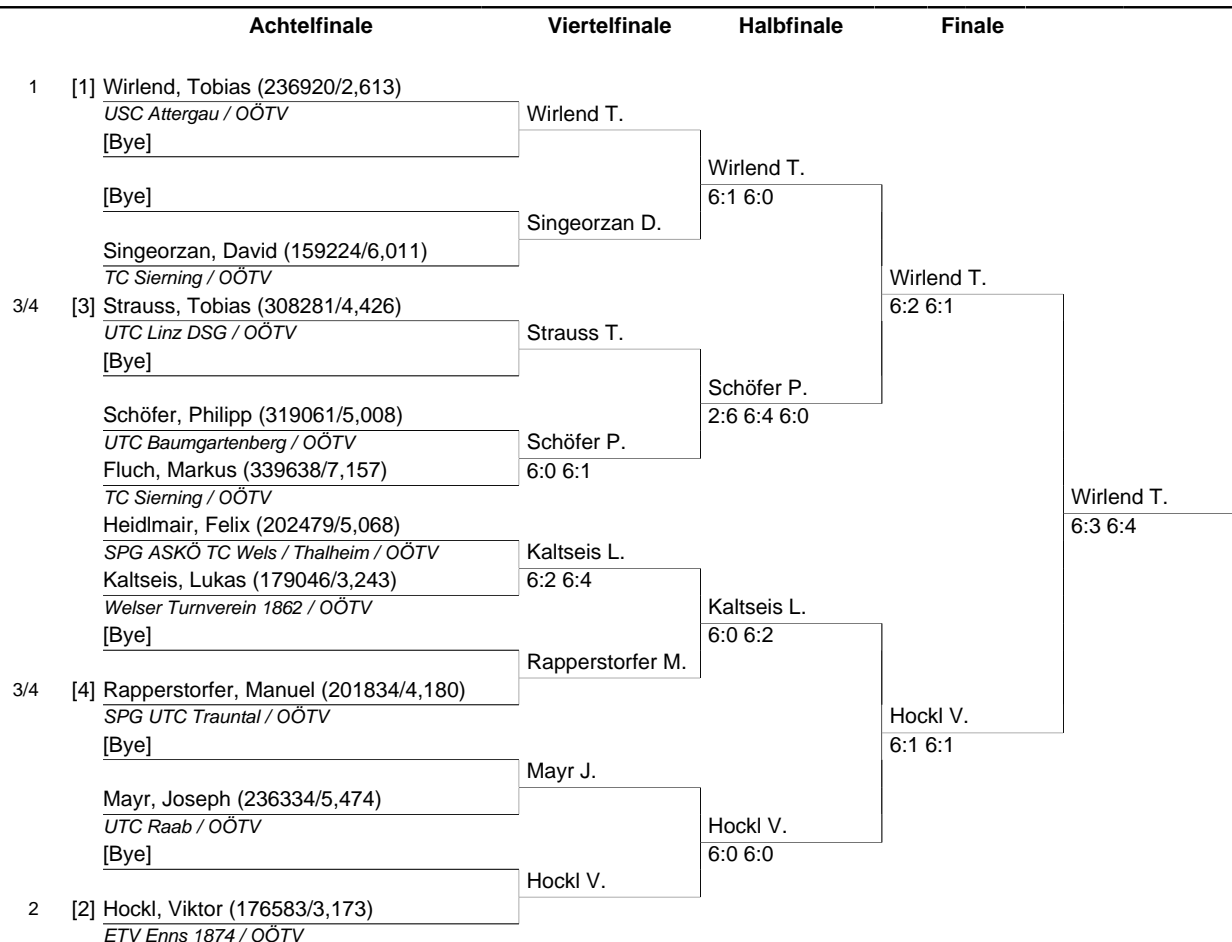 Achtelfinale Viertelfinale Halbfinale Finale
1 [1] Wirlend, Tobias (236920/2,613)
USC Attergau / OÖTV Wirlend T.
[Bye]
Wirlend T.
[Bye] 6:1 6:0
Singeorzan D.
Singeorzan, David (159224/6,011)
TC Sierning / OÖTV Wirlend T.
3/4 [3] Strauss, Tobias (308281/4,426) 6:2 6:1
UTC Linz DSG / OÖTV Strauss T.
[Bye]
Schöfer P.
Schöfer, Philipp (319061/5,008) 2:6 6:4 6:0
UTC Baumgartenberg / OÖTV Schöfer P.
Fluch, Markus (339638/7,157) 6:0 6:1
TC Sierning / OÖTV Wirlend T.
Heidlmair, Felix (202479/5,068) 6:3 6:4
SPG ASKÖ TC Wels / Thalheim / OÖTV Kaltseis L.
Kaltseis, Lukas (179046/3,243) 6:2 6:4
Welser Turnverein 1862 / OÖTV Kaltseis L.
[Bye] 6:0 6:2
Rapperstorfer M.
3/4 [4] Rapperstorfer, Manuel (201834/4,180)
SPG UTC Trauntal / OÖTV Hockl V.
[Bye] 6:1 6:1
Mayr J.
Mayr, Joseph (236334/5,474)
UTC Raab / OÖTV Hockl V.
[Bye] 6:0 6:0
Hockl V.
2 [2] Hockl, Viktor (176583/3,173)
ETV Enns 1874 / OÖTV